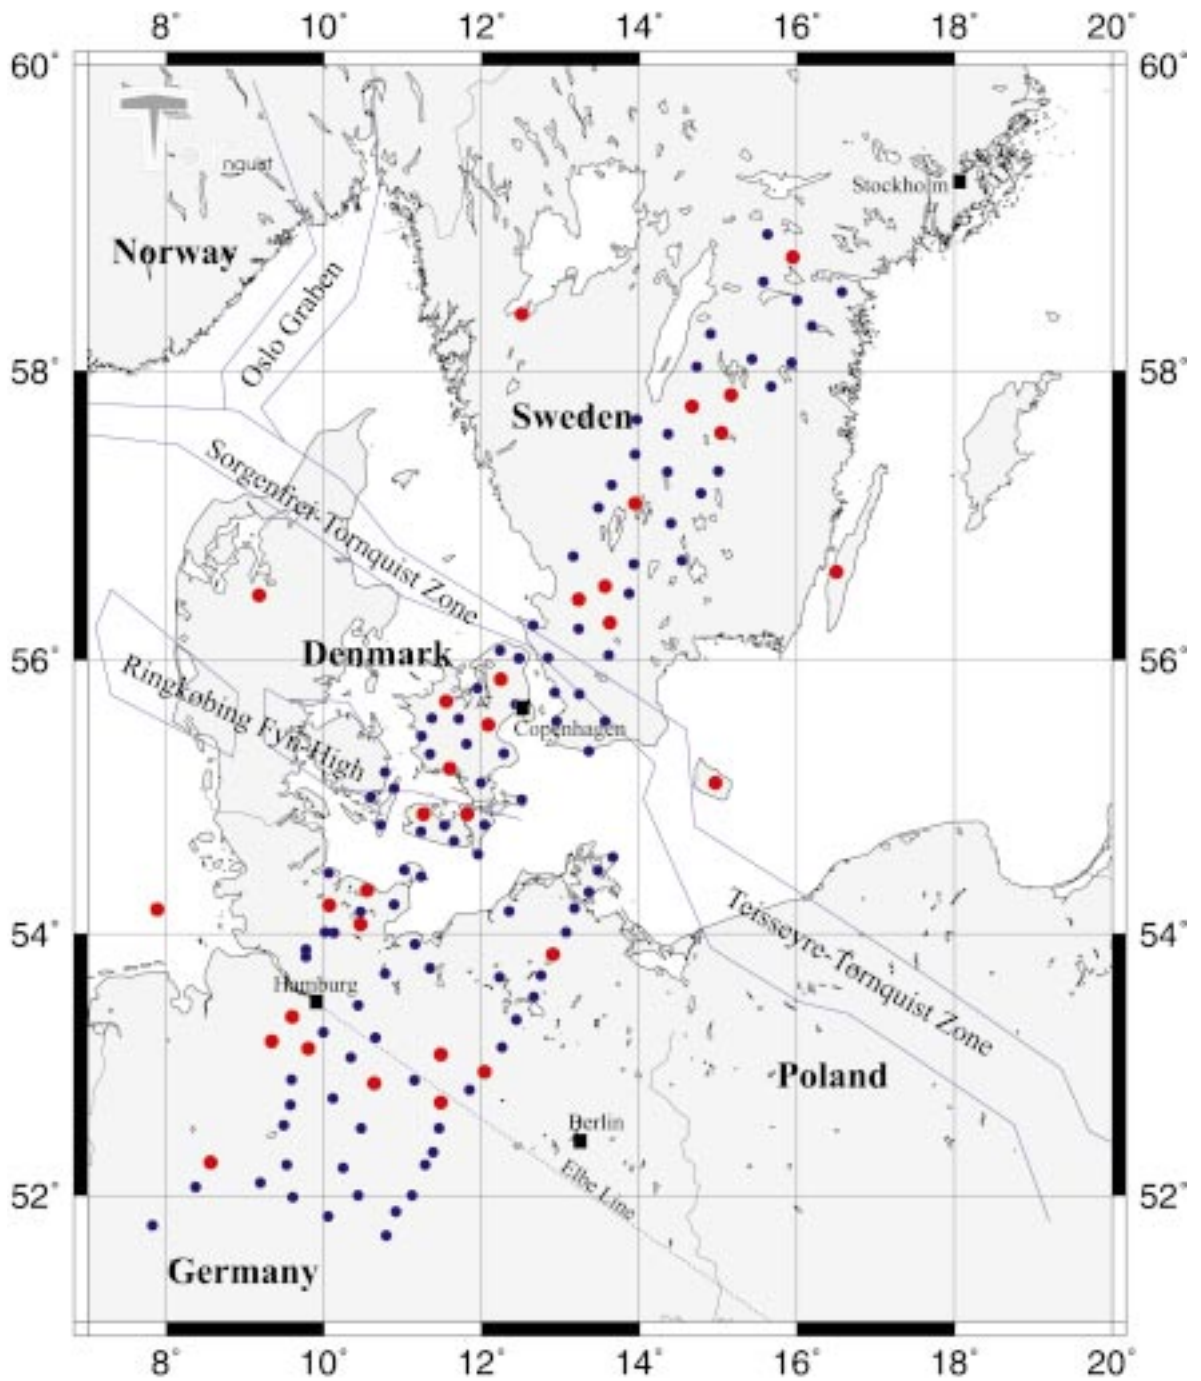 8° 10° 12° 14° 16° 18° 20°
60° 60°
nquist
Stockholm
Norway
Oslo Graben
58° 58°
Sweden
Sorgenfrei-Tornquist Zone
56° 56°
Denmark
Ringkøbing Fyn-High
Copenhagen
Teisseyre-Tornquist Zone
54° 54°
Hamburg
Poland
Berlin
Elbe Line
52° 52°
Germany
8° 10° 12° 14° 16° 18° 20°